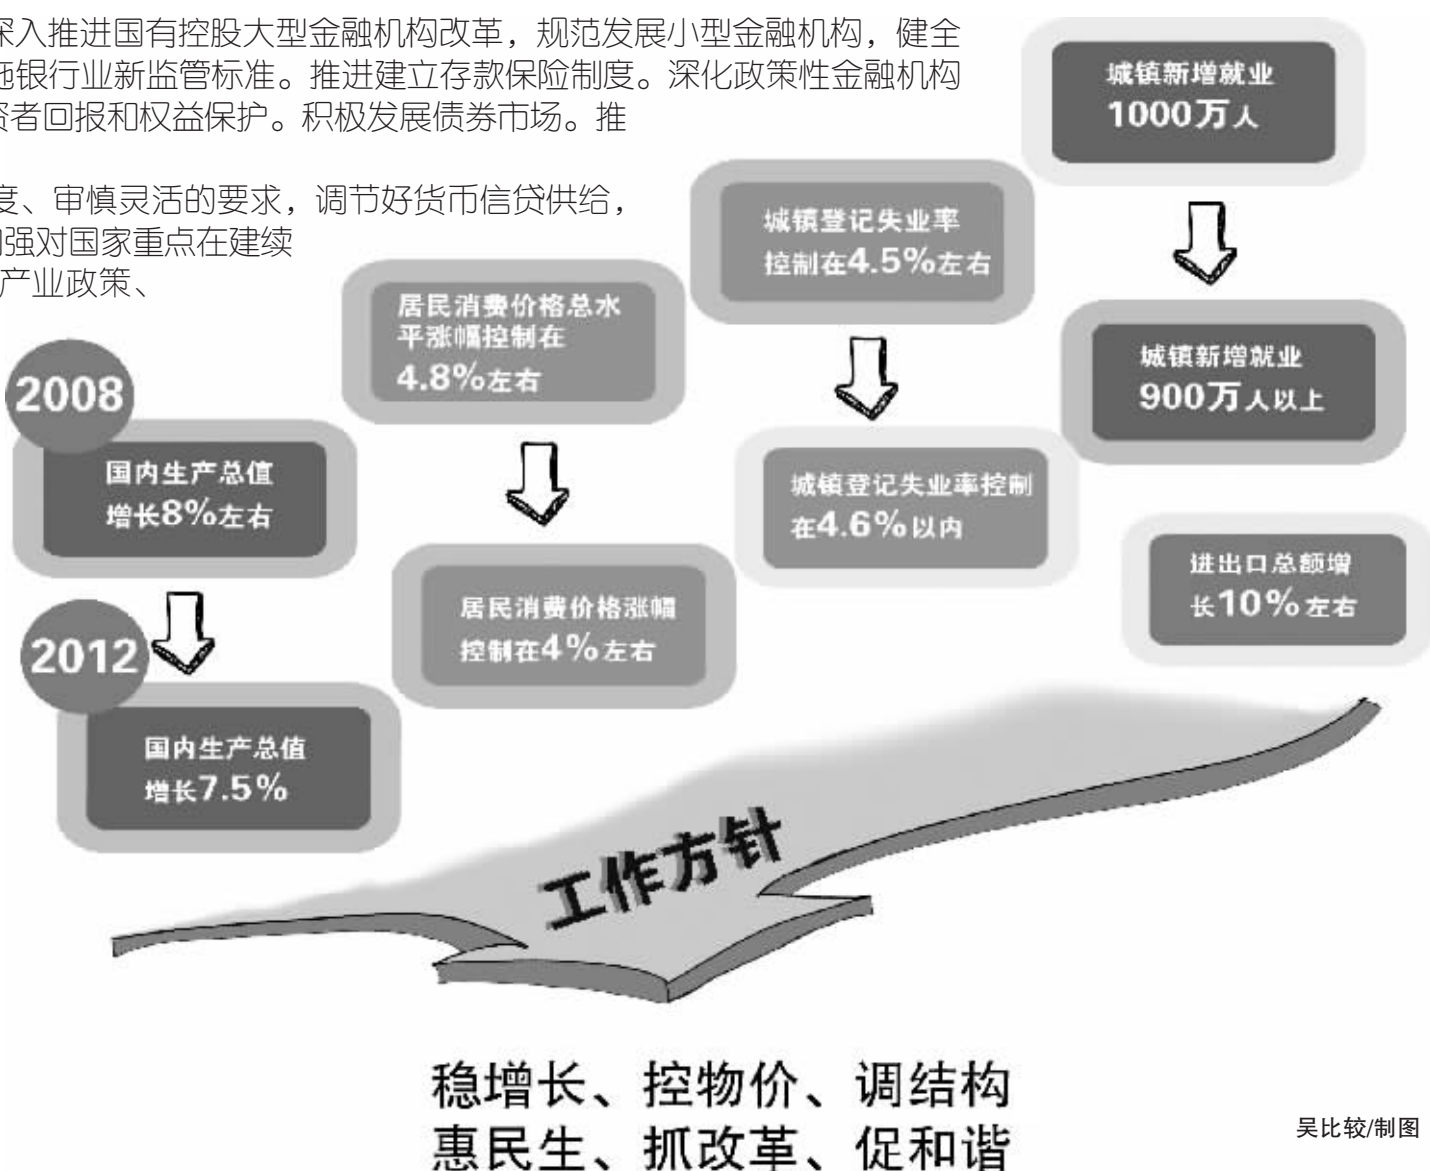 深入推进国有控股大型金融机构改革，规范发展小型金融机构，健全
施银行业新监管标准。推进建立存款保险制度。深化政策性金融机构
资者回报和权益保护。积极发展债券市场。推
度、审慎灵活的要求，调节好货币信贷供给，
加强对国家重点在建续
产业政策、
2008
国内生产总值
增长8%左右
居民消费价格总水
平涨幅控制在
4.8%左右
城镇登记失业率
控制在4.5%左右
城镇新增就业
1000万人
2012
国内生产总值
增长7.5%
居民消费价格涨幅
控制在4%左右
城镇登记失业率控制
在4.6%以内
城镇新增就业
900万人以上
进出口总额增
长10%左右
工作方针
稳增长、控物价、调结构
惠民生、抓改革、促和谐
吴比较/制图